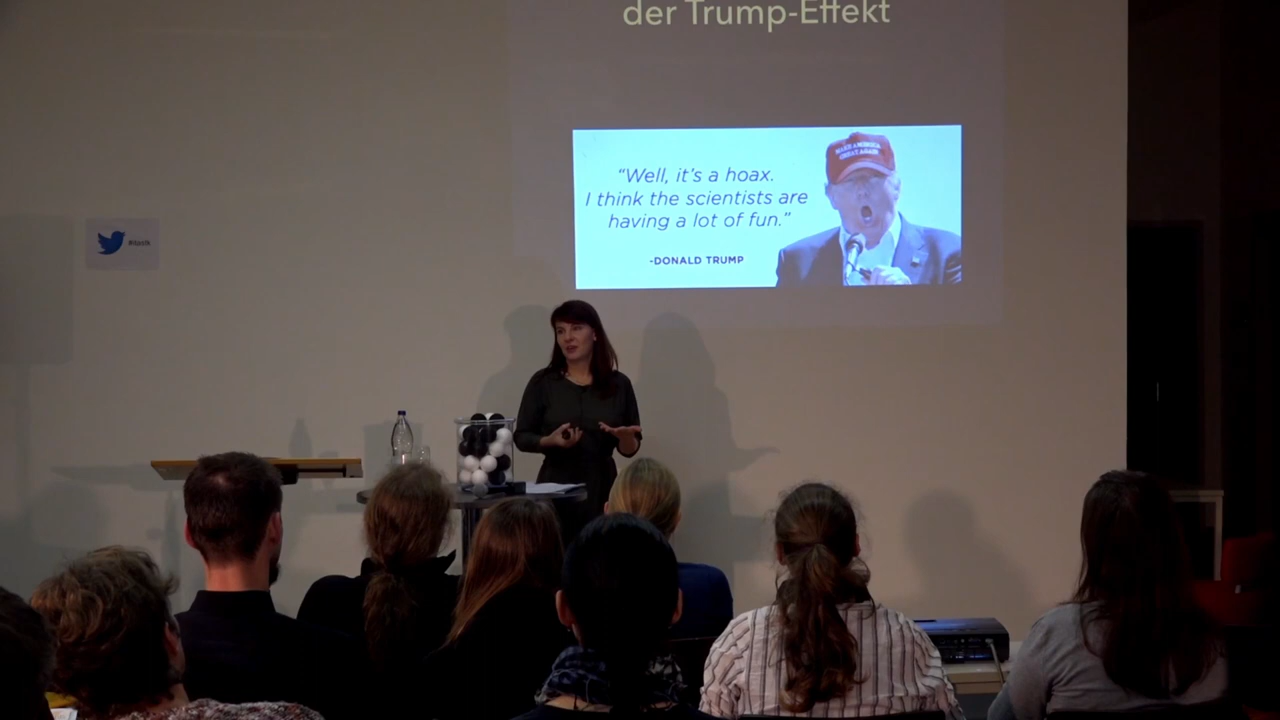 der Trump-Effekt
“Well, it’s a hoax.
I think the scientists are
having a lot of fun.”
-DONALD TRUMP
MAKE AMERICA
GREAT AGAIN